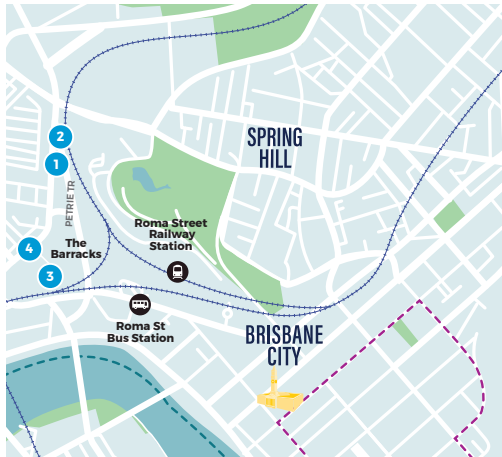 SPRING
HILL
2
1
PETRIE TR
Roma Street
Railway
Station
The
Barracks
4
3
Roma St
Bus Station
BRISBANE
CITY